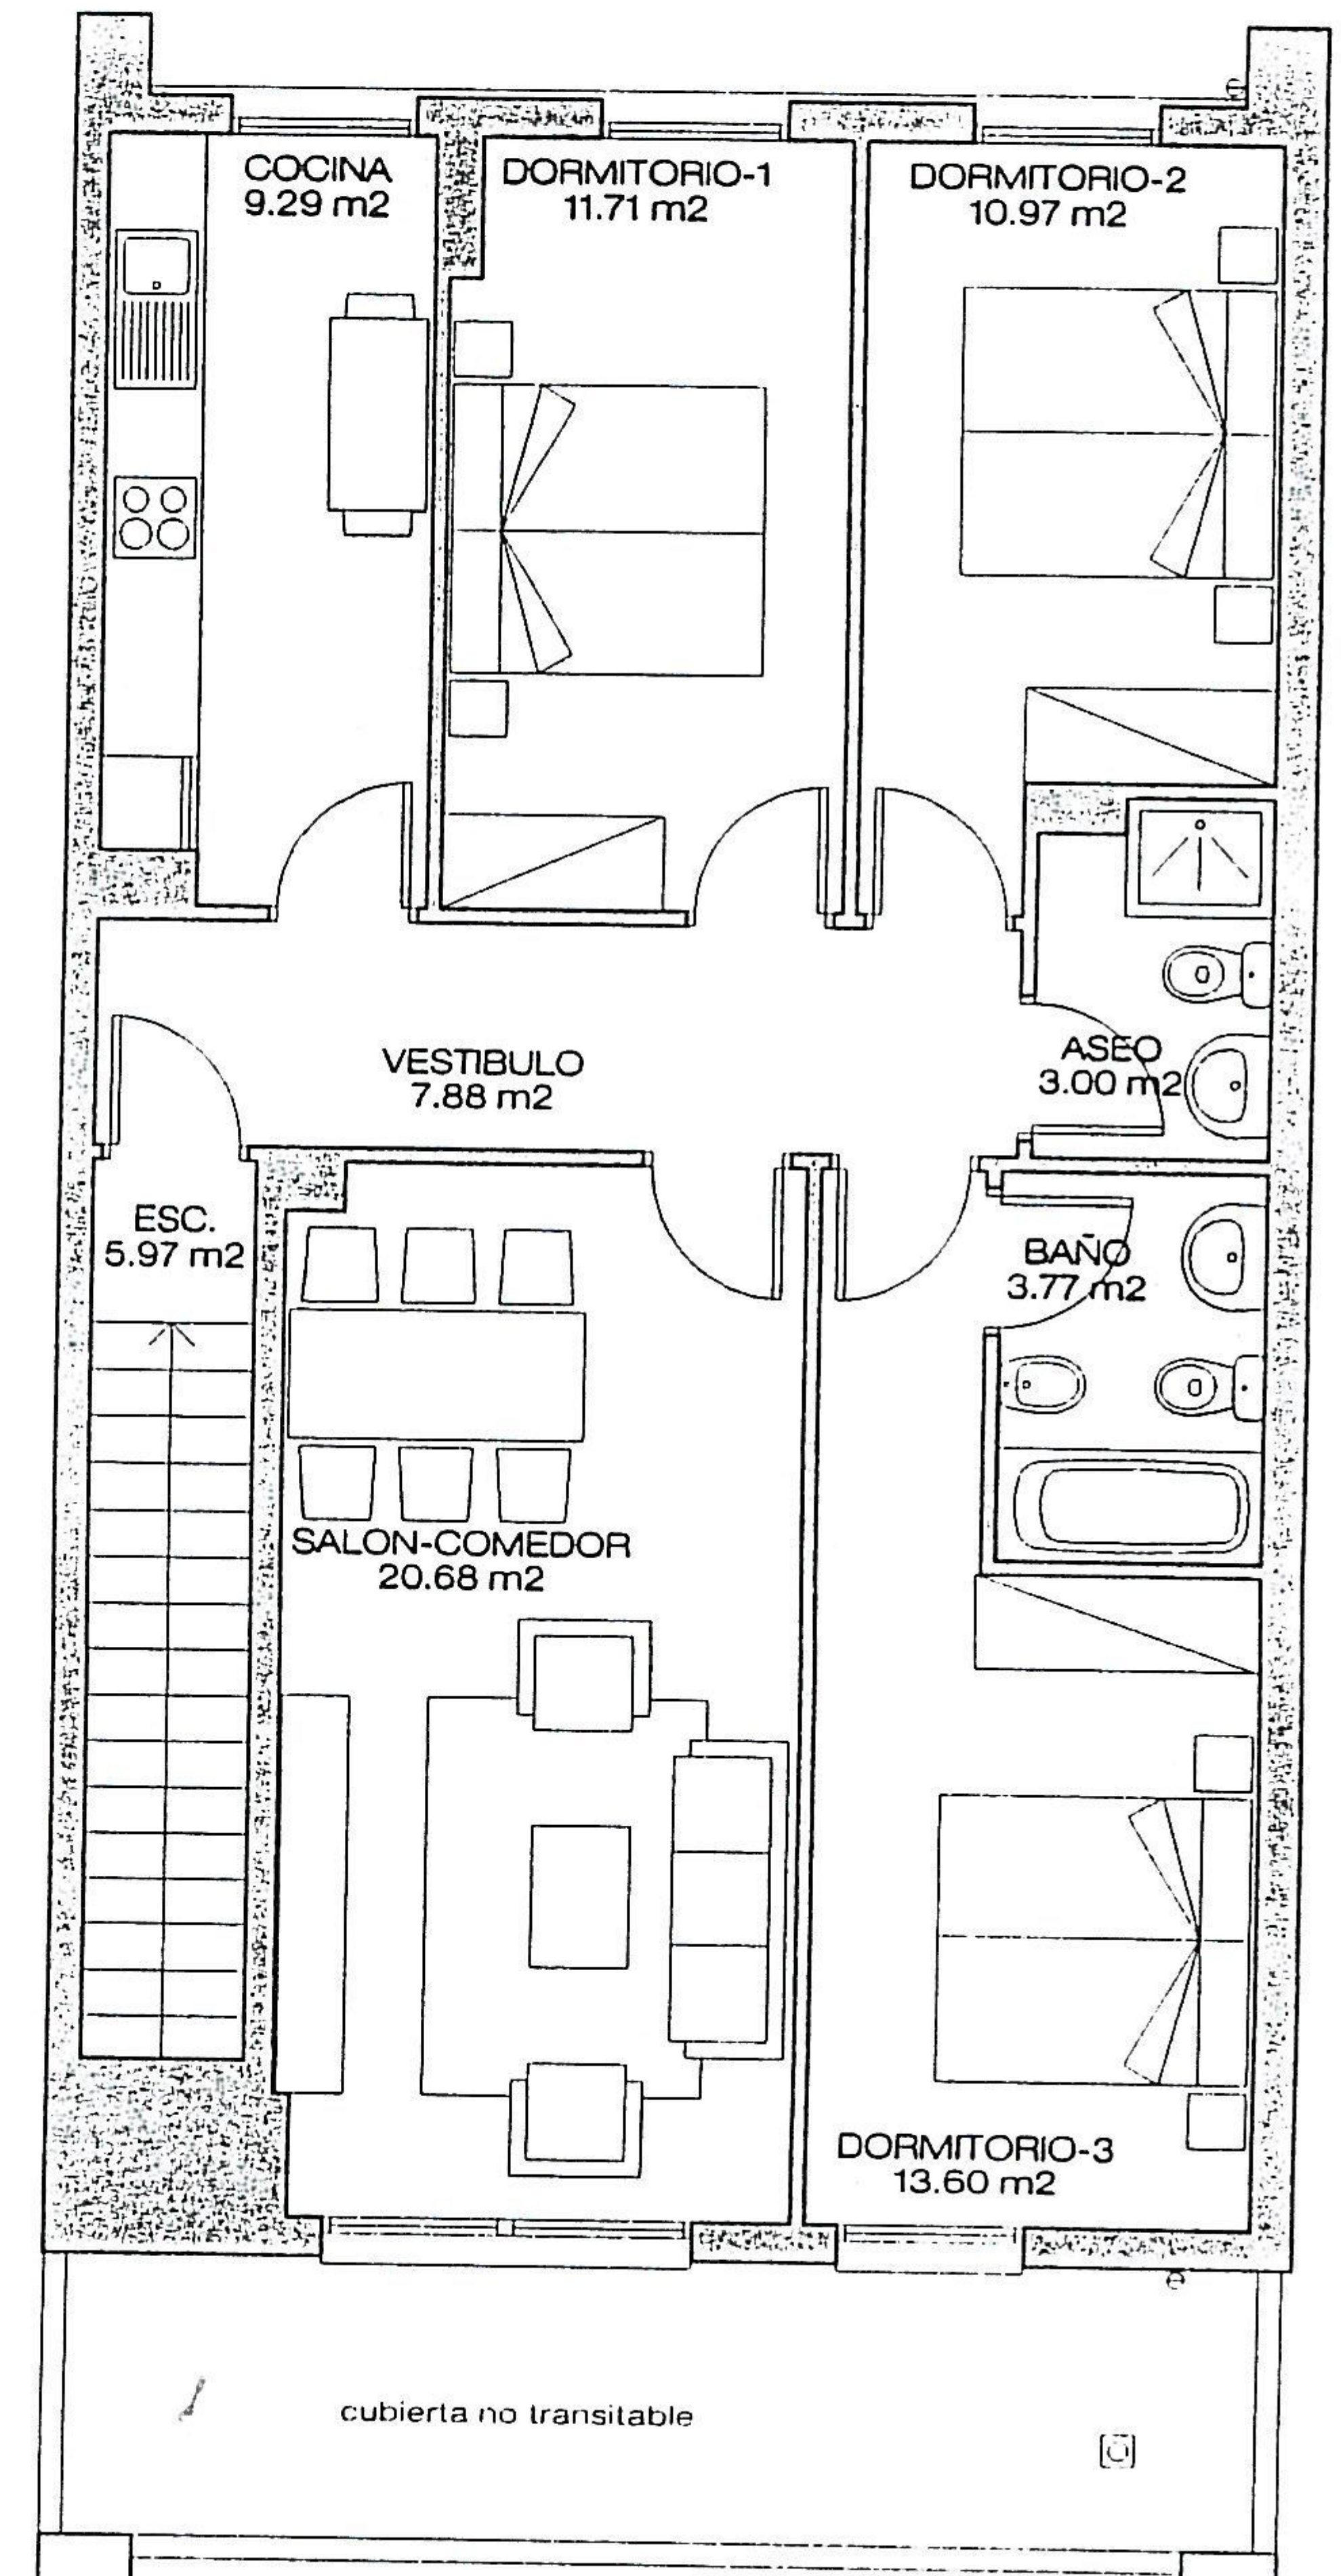 COCINA
9.29 m2
DORMITORIO-1
11.71 m2
DORMITORIO-2
10.97 m2
VESTIBULO
7.88 m2
ASEO
3.00 m2
ESC.
5.97 m2
BAÑO
3.77 m2
SALON-COMEDOR
20.68 m2
DORMITORIO-3
13.60 m2
cubierta no transitable